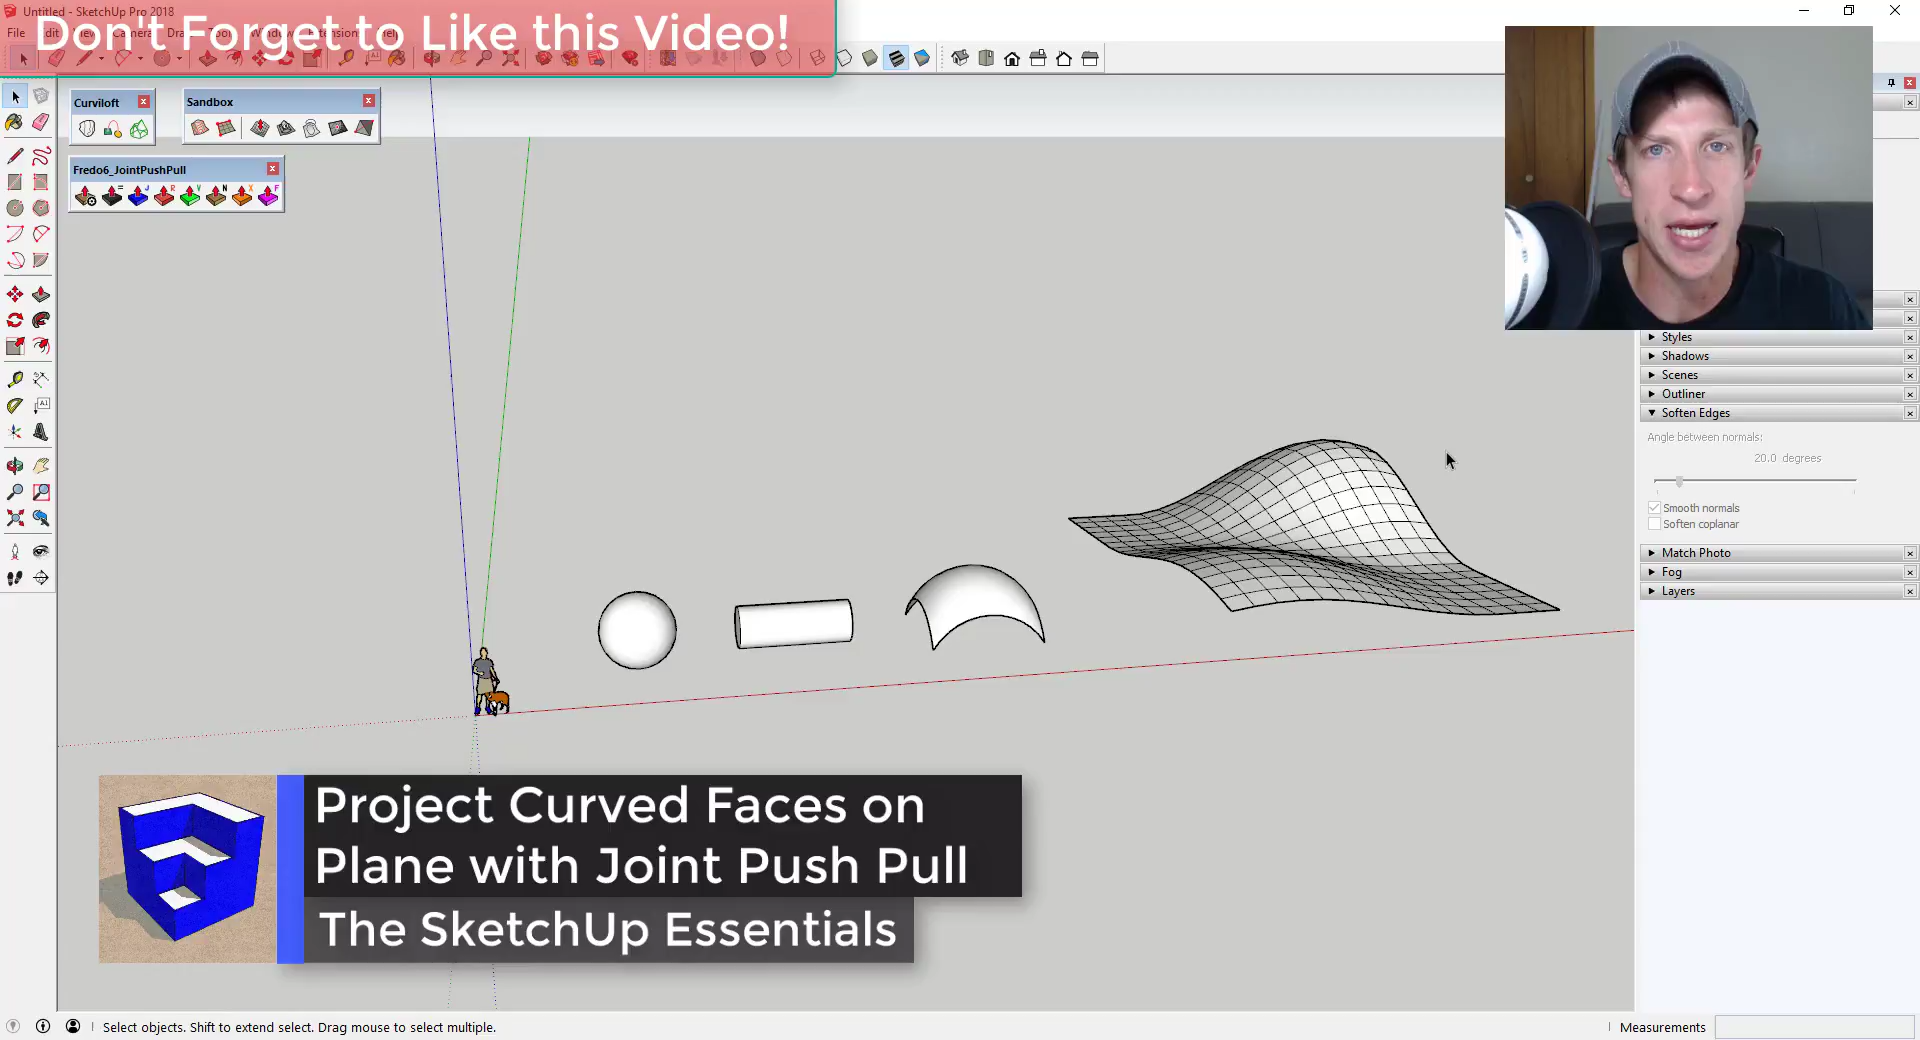 Untitled - SketchUp Pro 2018
Don't Forget to Like this Video!
File
Curviloft
Sandbox
Fredo6_JointPushPull
= J R V N X F
A1
Styles
Shadows
Scenes
Outliner
Soften Edges
Angle between normals:
20.0 degrees
Smooth normals
Soften coplanar
Match Photo
Fog
Layers
Project Curved Faces on
Plane with Joint Push Pull
The SketchUp Essentials
Select objects. Shift to extend select. Drag mouse to select multiple.
Measurements